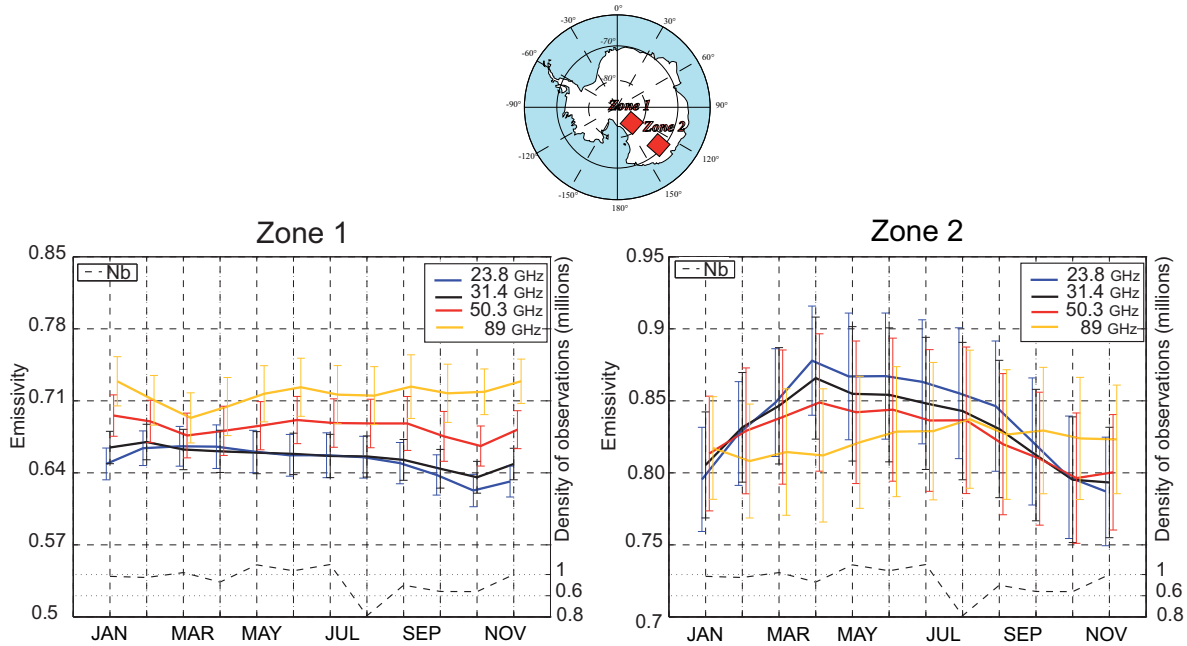 0°
-30°
30°
-60°
-70°
60°
-80°
-90°
Zone 1
90°
Zone 2
-120°
120°
-150°
150°
180°
Zone 1
0.85
0.78
0.71
0.64
0.57
0.5
Emissivity
Nb
23.8 GHz
31.4 GHz
50.3 GHz
89 GHz
Density of observations (millions)
1
0.6
0.8
JAN MAR MAY JUL SEP NOV
Zone 2
0.95
0.9
0.85
0.80
0.75
0.7
Emissivity
Nb
23.8 GHz
31.4 GHz
50.3 GHz
89 GHz
Density of observations (millions)
1
0.6
0.8
JAN MAR MAY JUL SEP NOV